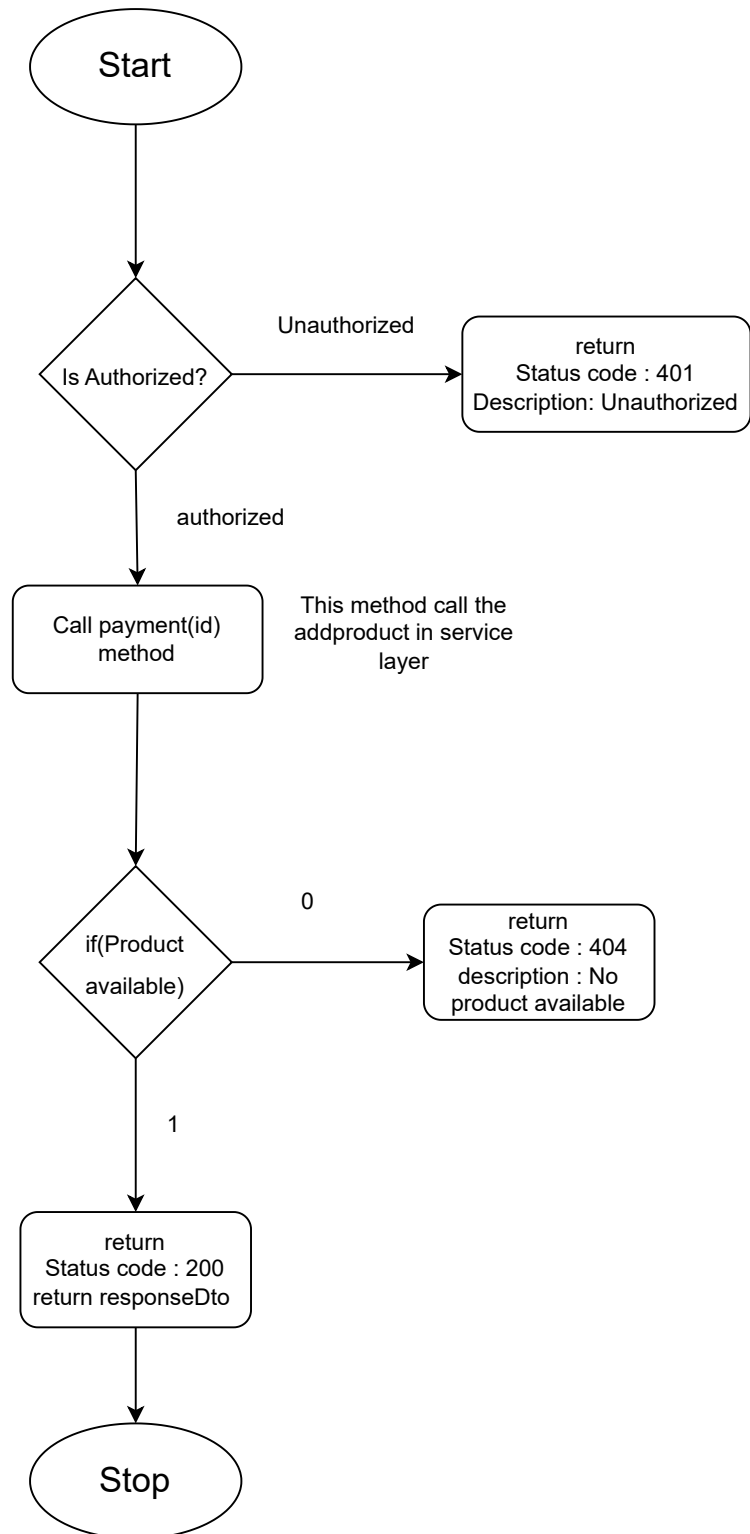 Start
Is Authorized?
Unauthorized
return
Status code : 401
Description: Unauthorized
authorized
Call payment(id)
method
This method call the
addproduct in service
layer
if(Product
available)
0
return
Status code : 404
description : No
product available
1
return
Status code : 200
return responseDto
Stop